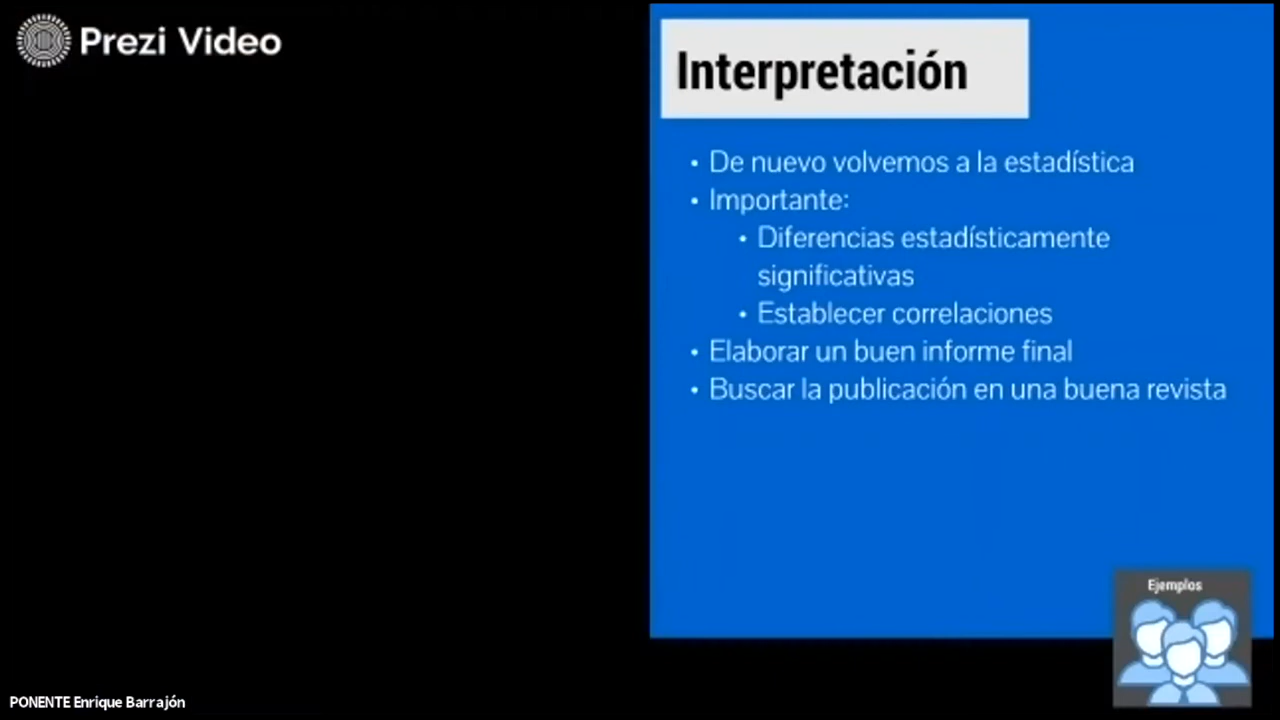 Prezi Video
Interpretación
• De nuevo volvemos a la estadística
• Importante:
• Diferencias estadísticamente
significativas
• Establecer correlaciones
• Elaborar un buen informe final
• Buscar la publicación en una buena revista
Ejemplos
PONENTE Enrique Barrajón